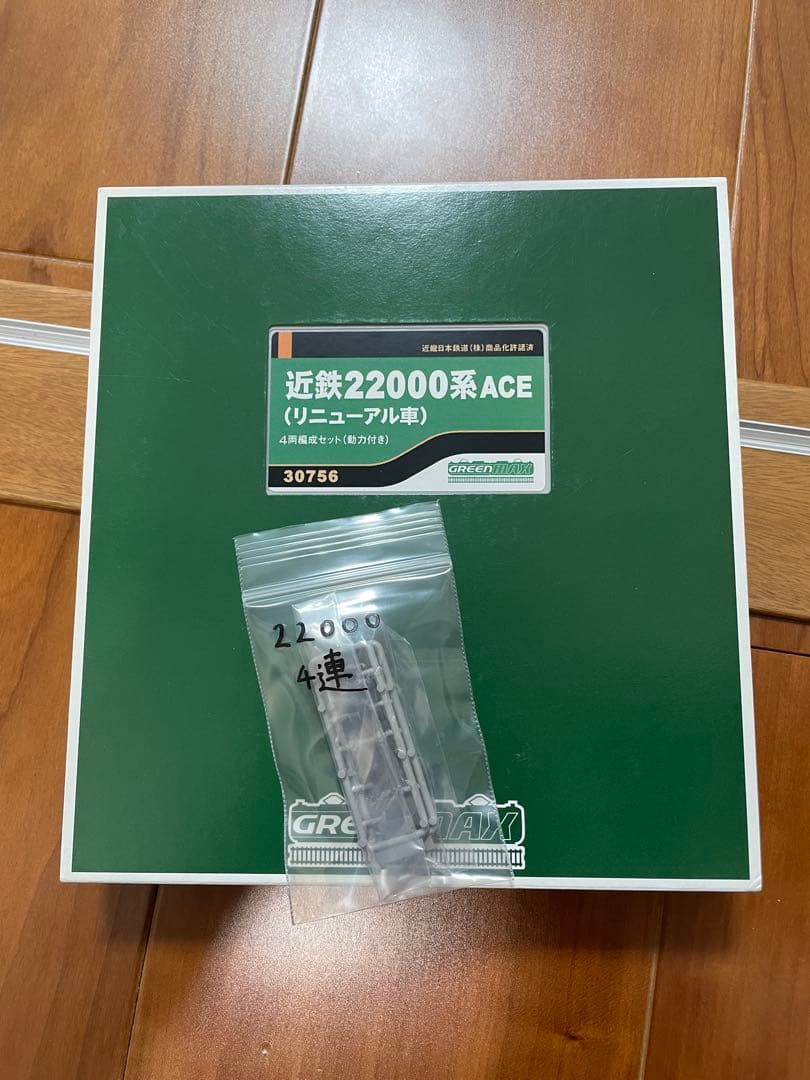 近畿日本鉄道(株)商品化許諾済
近鉄22000系ACE
(リニューアル車)
4両編成セット(動力付き)
30756
GREENMAX
22000
4連
GREENMAX